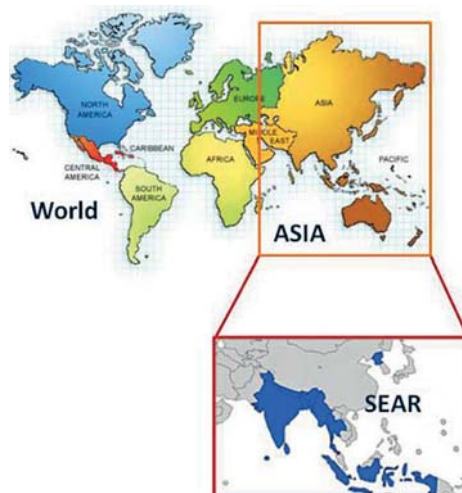 NORTH
AMERICA
EUROPE
ASIA
MIDDLE
EAST
CARIBBEAN
AFRICA
PACIFIC
CENTRAL
AMERICA
SOUTH
AMERICA
World
ASIA
SEAR